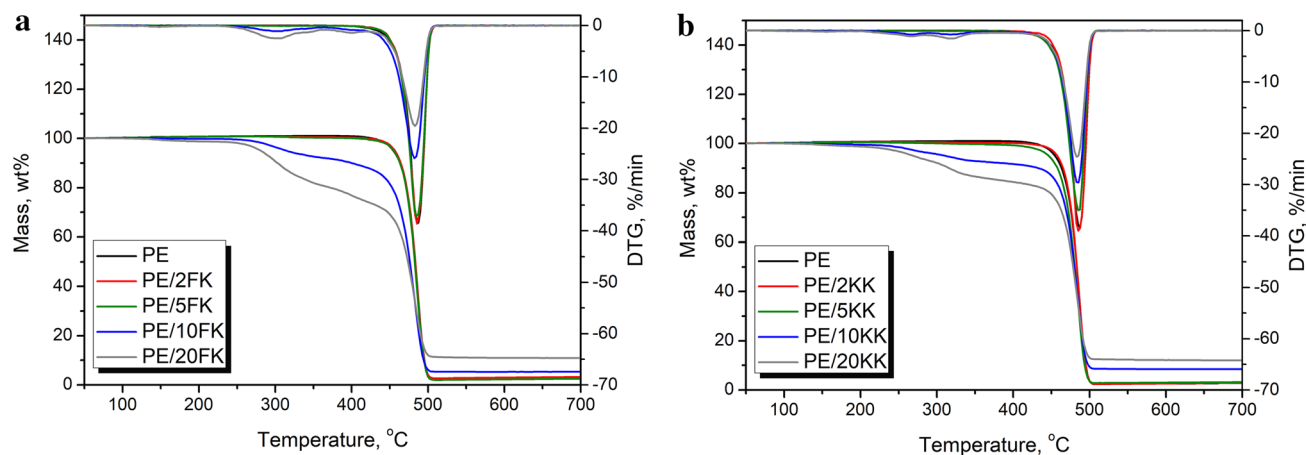 a
140
120
100
80
60
40
20
0
Mass, wt%
0
-10
-20
-30
-40
-50
-60
-70
DTG, %/min
PE
PE/2FK
PE/5FK
PE/10FK
PE/20FK
100 200 300 400 500 600 700
Temperature, °C
b
140
120
100
80
60
40
20
0
Mass, wt%
0
-10
-20
-30
-40
-50
-60
-70
DTG, %/min
PE
PE/2KK
PE/5KK
PE/10KK
PE/20KK
100 200 300 400 500 600 700
Temperature, °C